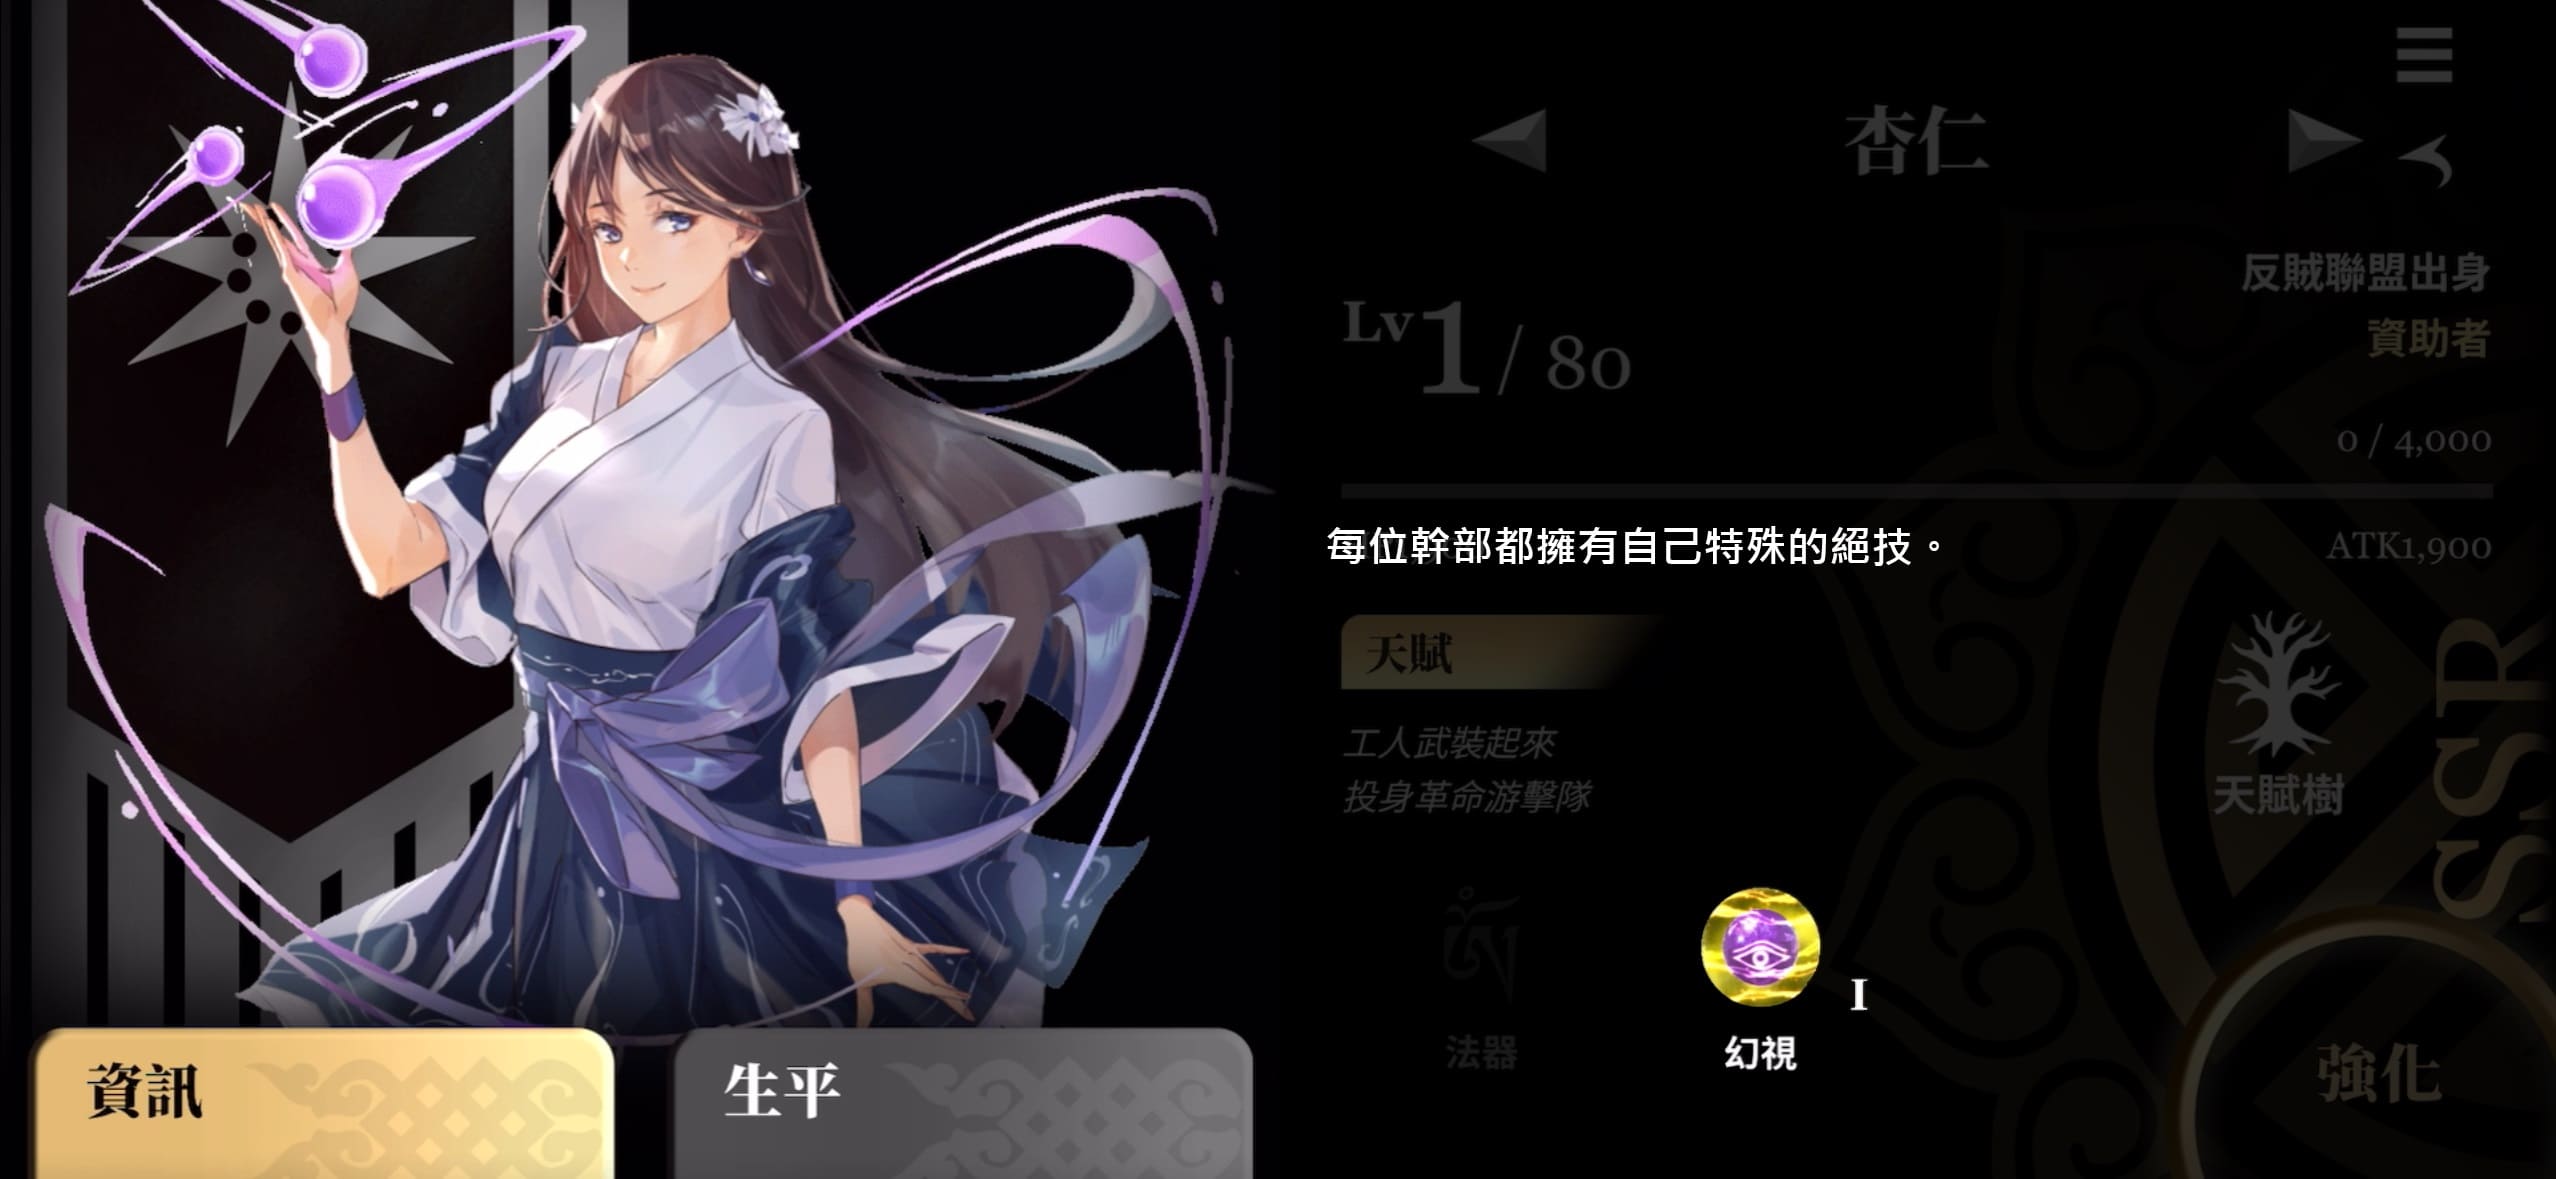 杏仁
反賊聯盟出身
Lv 1 / 80
資助者
0 / 4,000
每位幹部都擁有自己特殊的絕技。
ATK1,900
天賦
工人武裝起來
投身革命游擊隊
天賦樹
SSR
I
法器
幻視
強化
資訊
生平